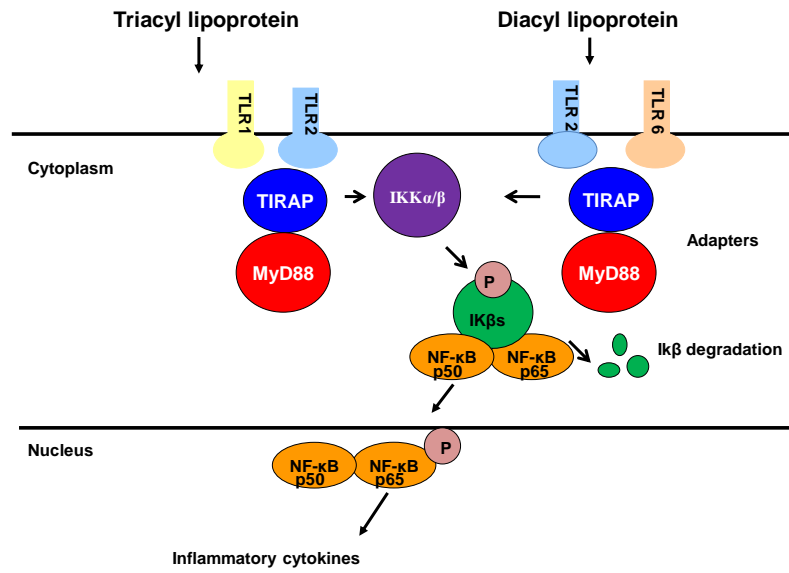 Triacyl lipoprotein
Diacyl lipoprotein
TLR1
TLR2
TLR 2
TLR 6
Cytoplasm
TIRAP
IKKα/β
TIRAP
Adapters
MyD88
MyD88
P
IKβs
NF-κB
p50
NF-κB
p65
Ikβ degradation
Nucleus
P
NF-κB
p50
NF-κB
p65
Inflammatory cytokines